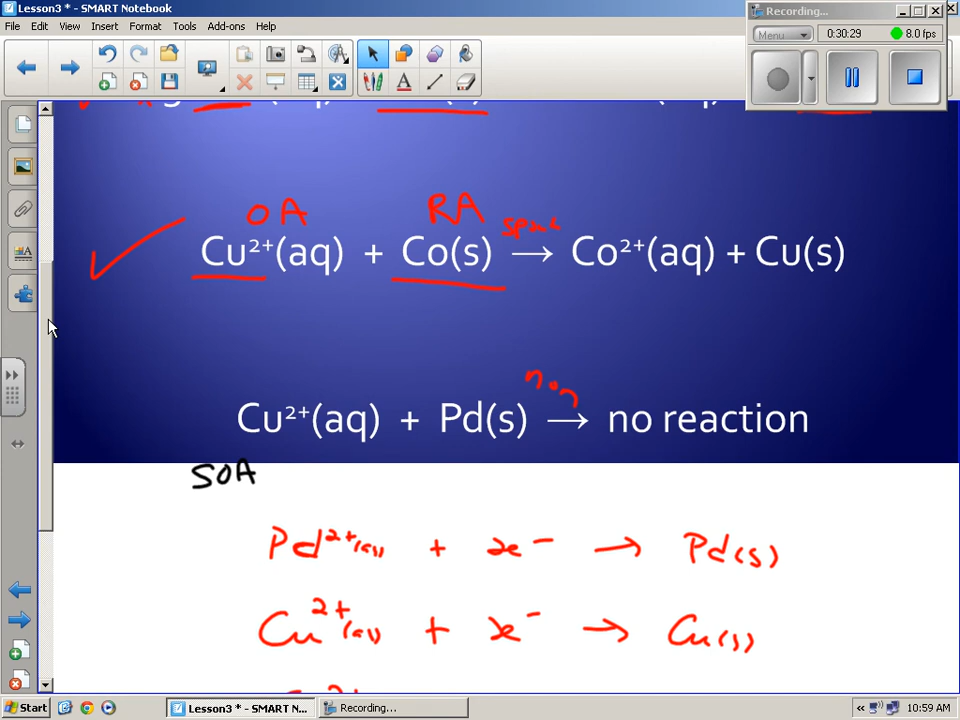 Lesson3 * - SMART Notebook
File Edit View Insert Format Tools Add-ons Help
Recording...
Menu 0:30:29 8.0 fps
OA RA
Cu²⁺(aq) + Co(s) → Co²⁺(aq) + Cu(s)
non
Cu²⁺(aq) + Pd(s) → no reaction
SOA
Pd²⁺(aq) + 2e⁻ → Pd(s)
Cu²⁺(aq) + 2e⁻ → Cu(s)
2+
Start Lesson3 * - SMART N... Recording... 10:59 AM